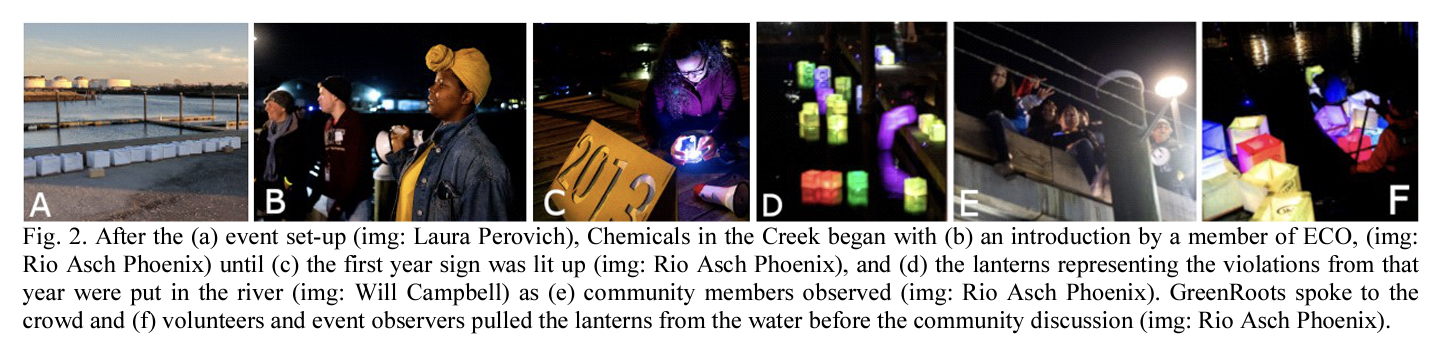 A
B
2013
C
D
E
F
Fig. 2. After the (a) event set-up (img: Laura Perovich), Chemicals in the Creek began with (b) an introduction by a member of ECO, (img:
Rio Asch Phoenix) until (c) the first year sign was lit up (img: Rio Asch Phoenix), and (d) the lanterns representing the violations from that
year were put in the river (img: Will Campbell) as (e) community members observed (img: Rio Asch Phoenix). GreenRoots spoke to the
crowd and (f) volunteers and event observers pulled the lanterns from the water before the community discussion (img: Rio Asch Phoenix).